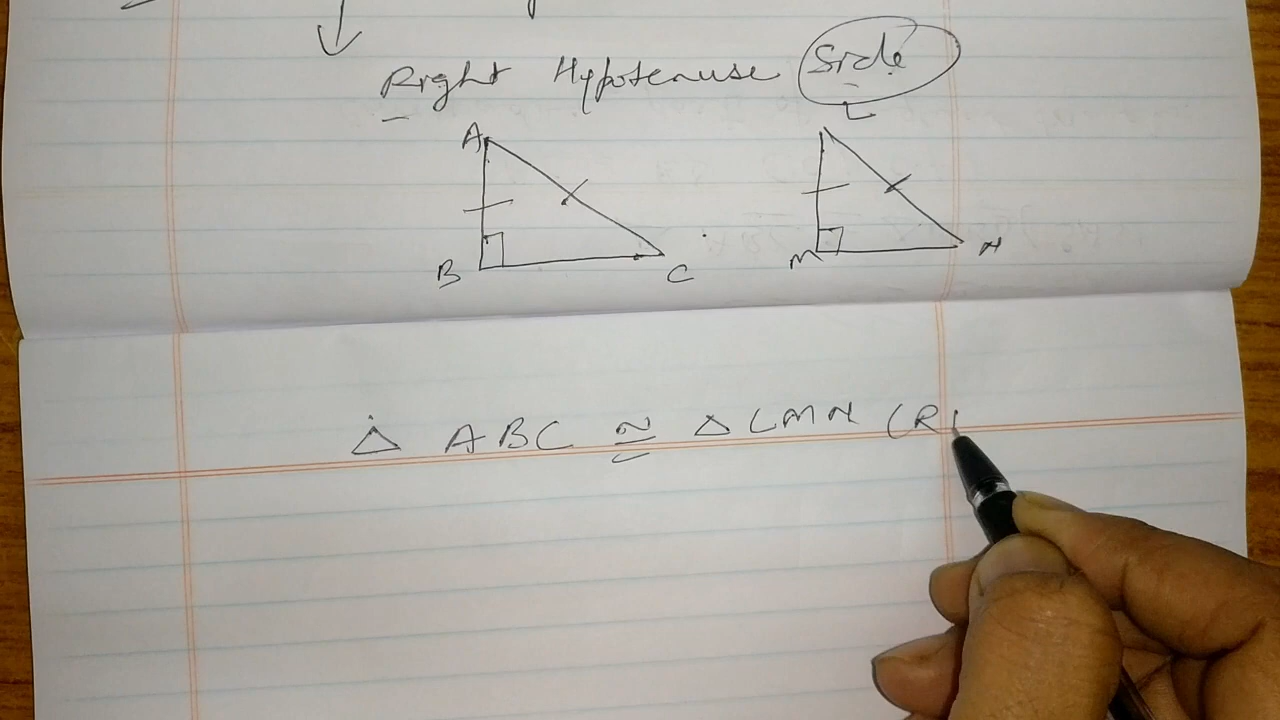 Right Hypotenuse Side
A L
B C M N
△ ABC ≅ △ LMN (R